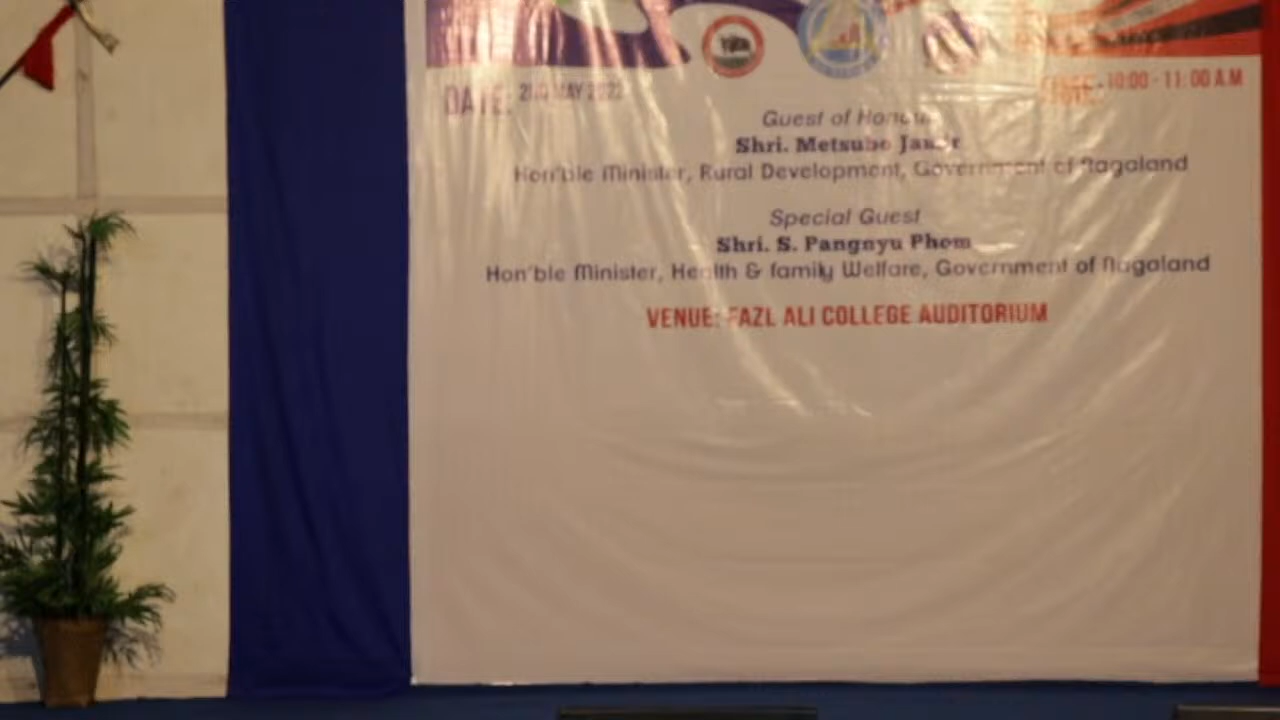 DATE: MAY 2022
10:00 - 11:00 A.M
Guest of Honour
Shri. Metsubo Jamir
Hon'ble Minister, Rural Development, Government of Nagaland
Special Guest
Shri. S. Pangnyu Phom
Hon'ble Minister, Health & family Welfare, Government of Nagaland
VENUE: FAZL ALI COLLEGE AUDITORIUM